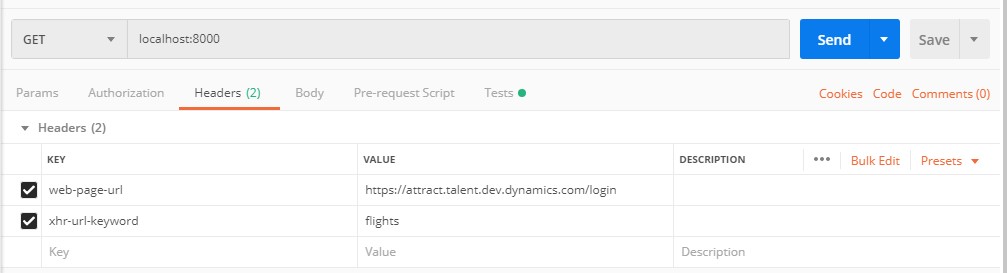 GET localhost:8000 Send Save
Params Authorization Headers (2) Body Pre-request Script Tests Cookies Code Comments (0)
Headers (2)
KEY VALUE DESCRIPTION ••• Bulk Edit Presets
web-page-url https://attract.talent.dev.dynamics.com/login
xhr-url-keyword flights
Key Value Description